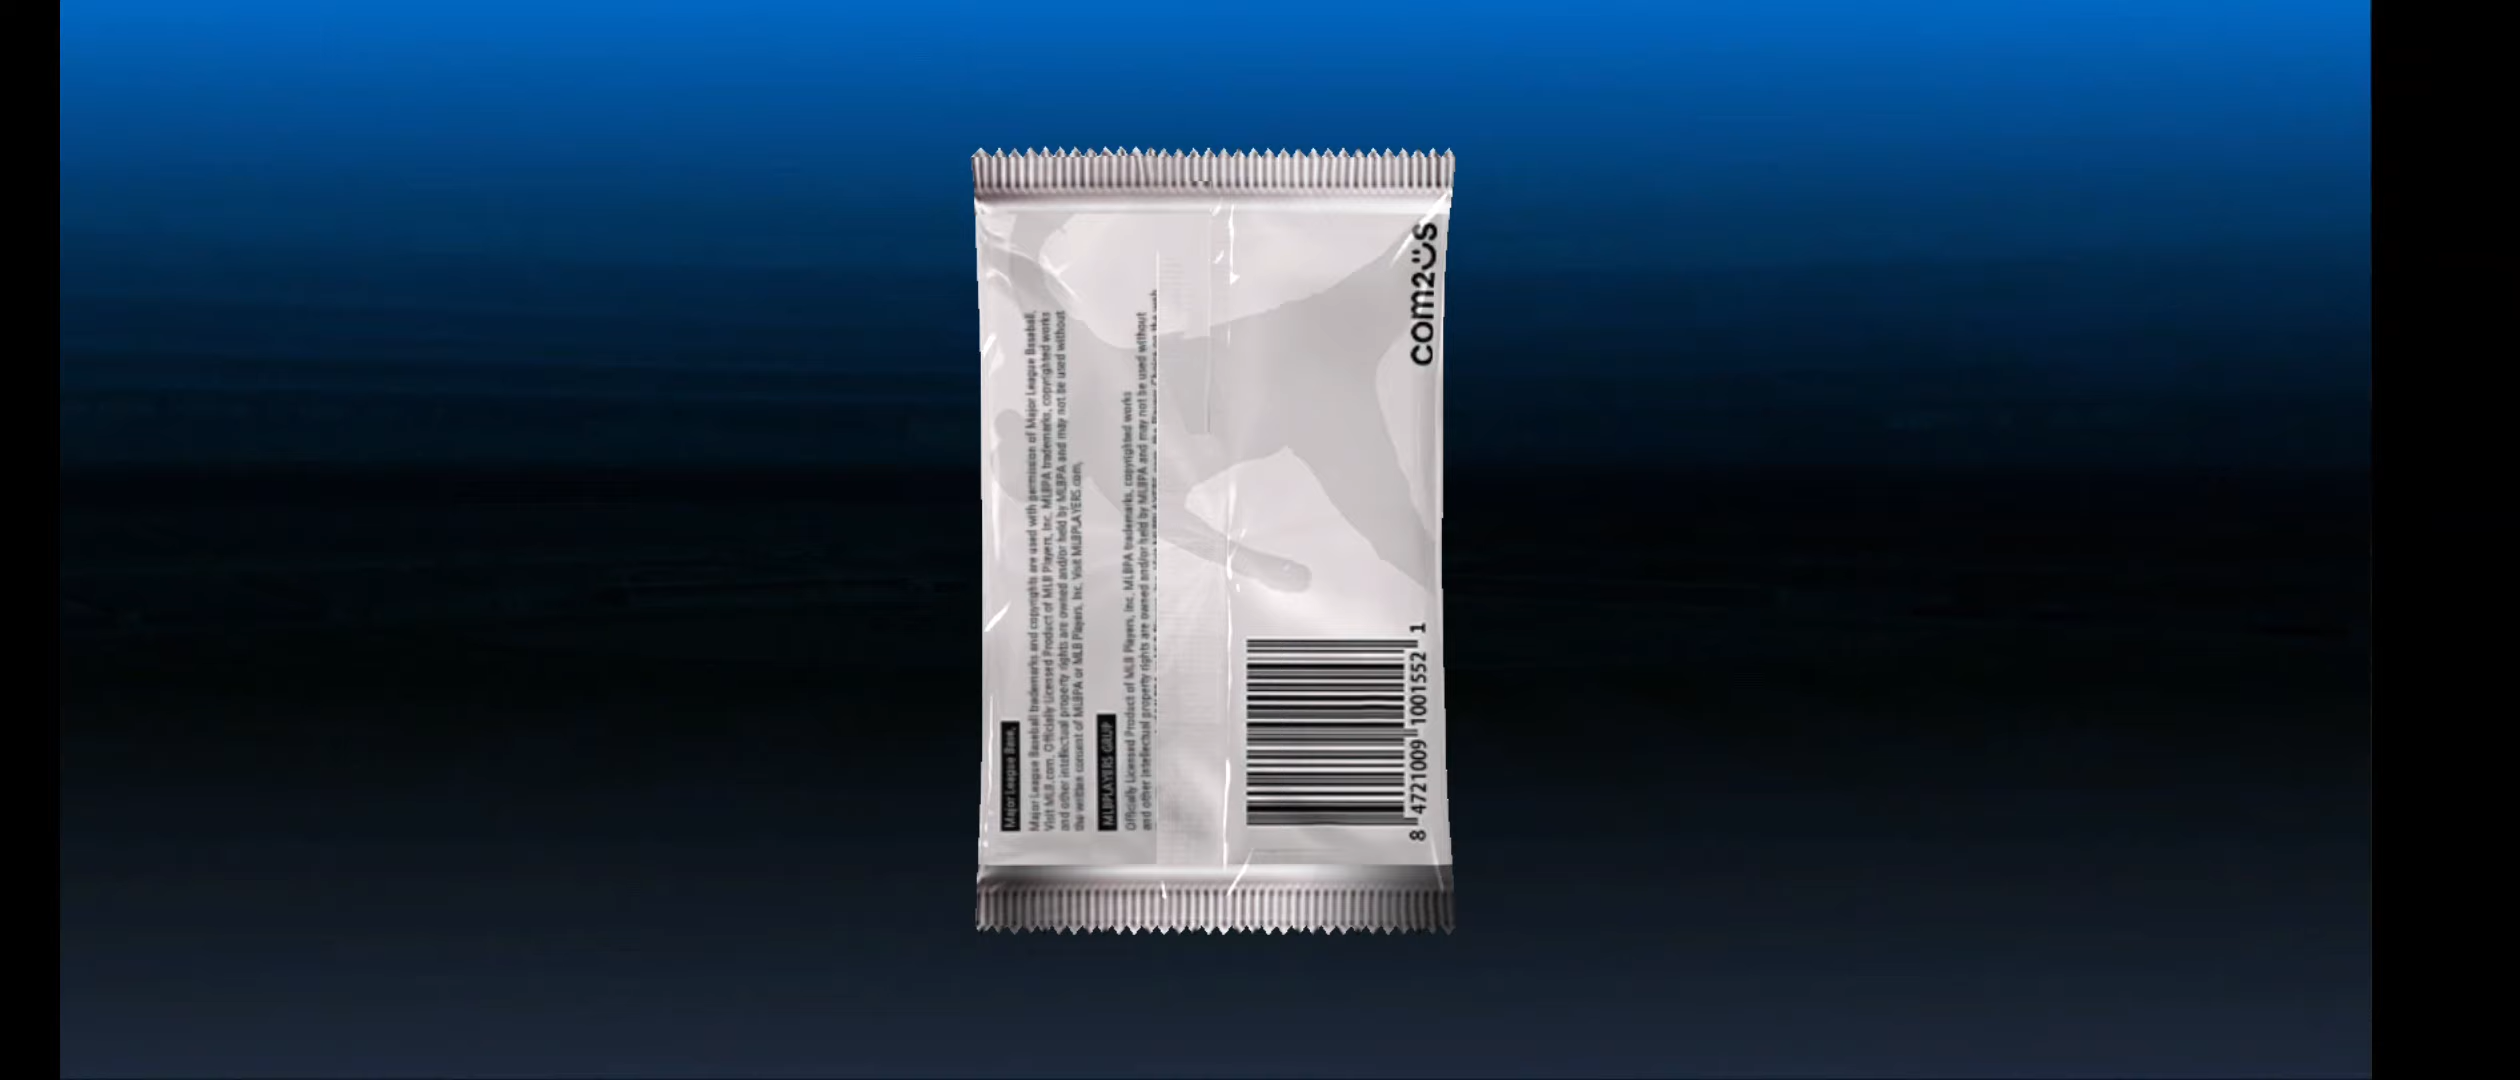 Major League Base,
Major League Baseball trademarks and copyrights are used with permission of Major League Baseball,
Visit MLB.com. Officially Licensed Product of MLB Players, Inc. MLBPA trademarks, copyrighted works
and other intellectual property rights are owned and/or held by MLBPA and may not be used without
the written consent of MLBPA or MLB Players, Inc. Visit MLBPLAYERS.com,
MLBPLAYERS GRUP
Officially Licensed Product of MLB Players, Inc. MLBPA trademarks, copyrighted works
and other intellectual property rights are owned and/or held by MLBPA and may not be used without
com2us
8 4721009 1001552 1